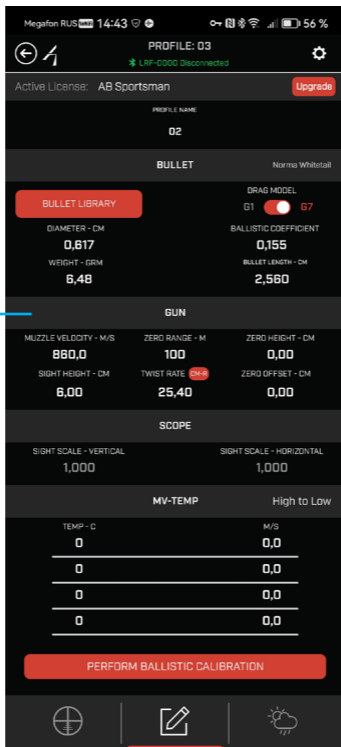 Megafon RUS 14:43 56 %
PROFILE: 03
LRF-0000 Disconnected
Active License: AB Sportsman Upgrade
PROFILE NAME
02
BULLET Norma Whitetail
BULLET LIBRARY
DRAG MODEL
G1 G7
DIAMETER - CM BALLISTIC COEFFICIENT
0,617 0,155
WEIGHT - GRM BULLET LENGTH - CM
6,48 2,560
GUN
MUZZLE VELOCITY - M/S ZERO RANGE - M ZERO HEIGHT - CM
860,0 100 0,00
SIGHT HEIGHT - CM TWIST RATE CM-R ZERO OFFSET - CM
6,00 25,40 0,00
SCOPE
SIGHT SCALE - VERTICAL SIGHT SCALE - HORIZONTAL
1,000 1,000
MV-TEMP High to Low
TEMP - C M/S
0 0,0
0 0,0
0 0,0
0 0,0
PERFORM BALLISTIC CALIBRATION